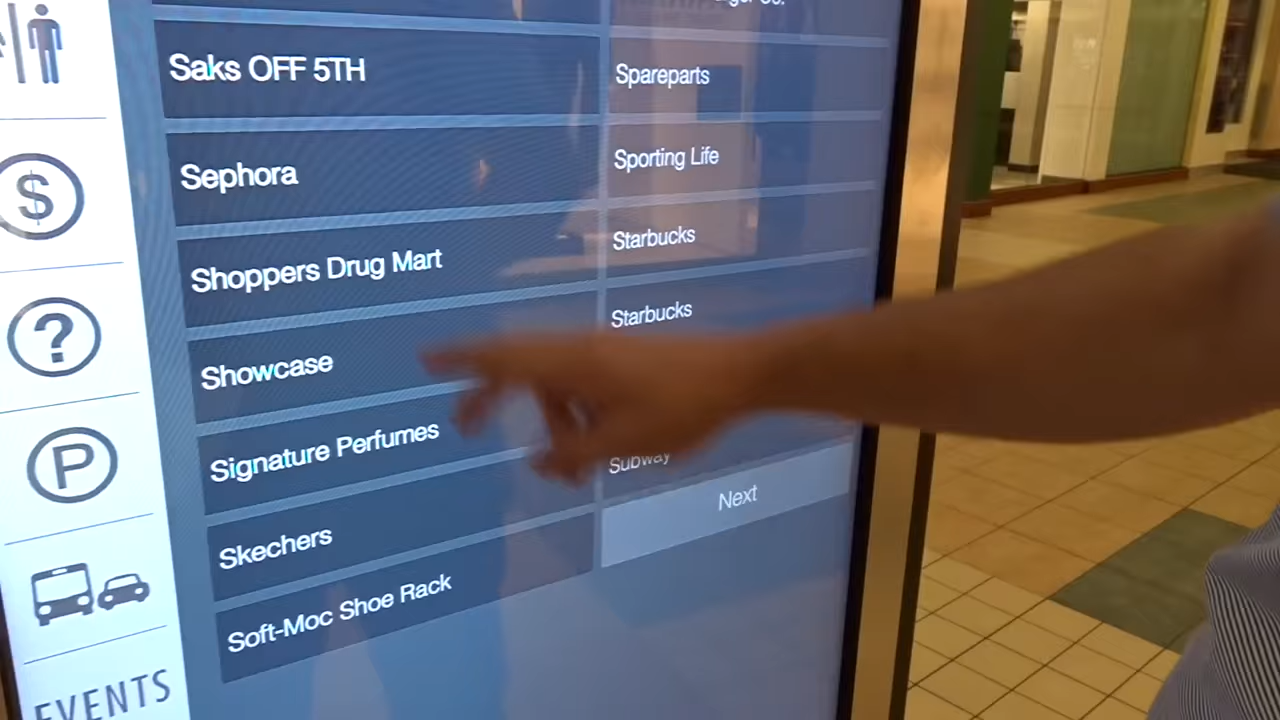 Saks OFF 5TH
Sephora
Shoppers Drug Mart
Showcase
Signature Perfumes
Skechers
Soft-Moc Shoe Rack
Spareparts
Sporting Life
Starbucks
Starbucks
Subway
Next
$
?
P
EVENTS